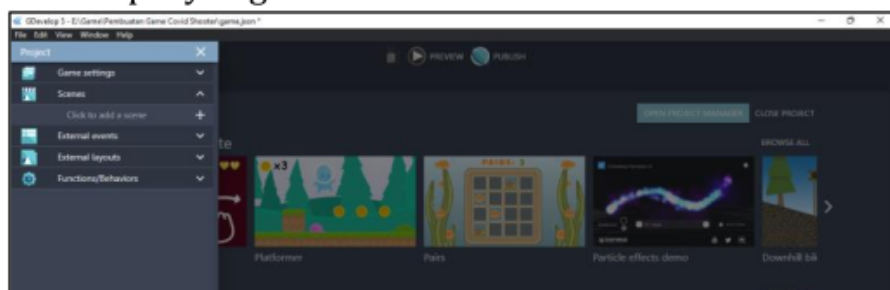 GDevelop 5 - E:\Game\Pembuatan Game Covid Shooter\game.json *
File Edit View Window Help
Project
PREVIEW PUBLISH
Game settings
Scenes
Click to add a scene
External events
External layouts
Functions/Behaviors
OPEN PROJECT MANAGER CLOSE PROJECT
te
BROWSE ALL
×3
PAIRS: 3
Platformer
Pairs
Particle effects demo
Downhill bik